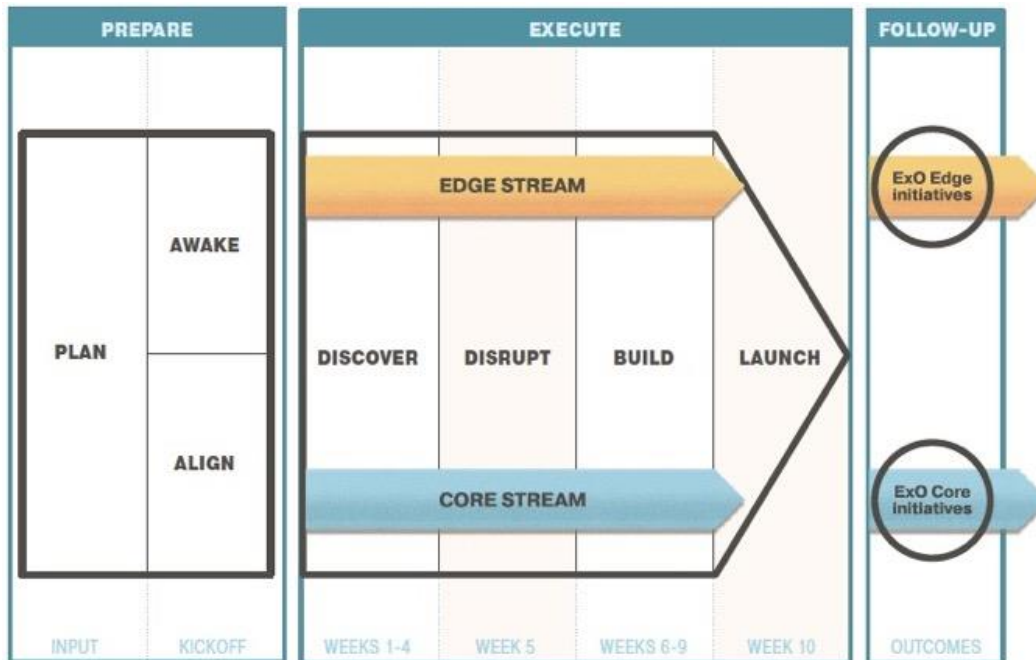 PREPARE
EXECUTE
FOLLOW-UP
PLAN
AWAKE
ALIGN
EDGE STREAM
DISCOVER
DISRUPT
BUILD
LAUNCH
CORE STREAM
ExO Edge
initiatives
ExO Core
initiatives
INPUT
KICKOFF
WEEKS 1-4
WEEK 5
WEEKS 6-9
WEEK 10
OUTCOMES